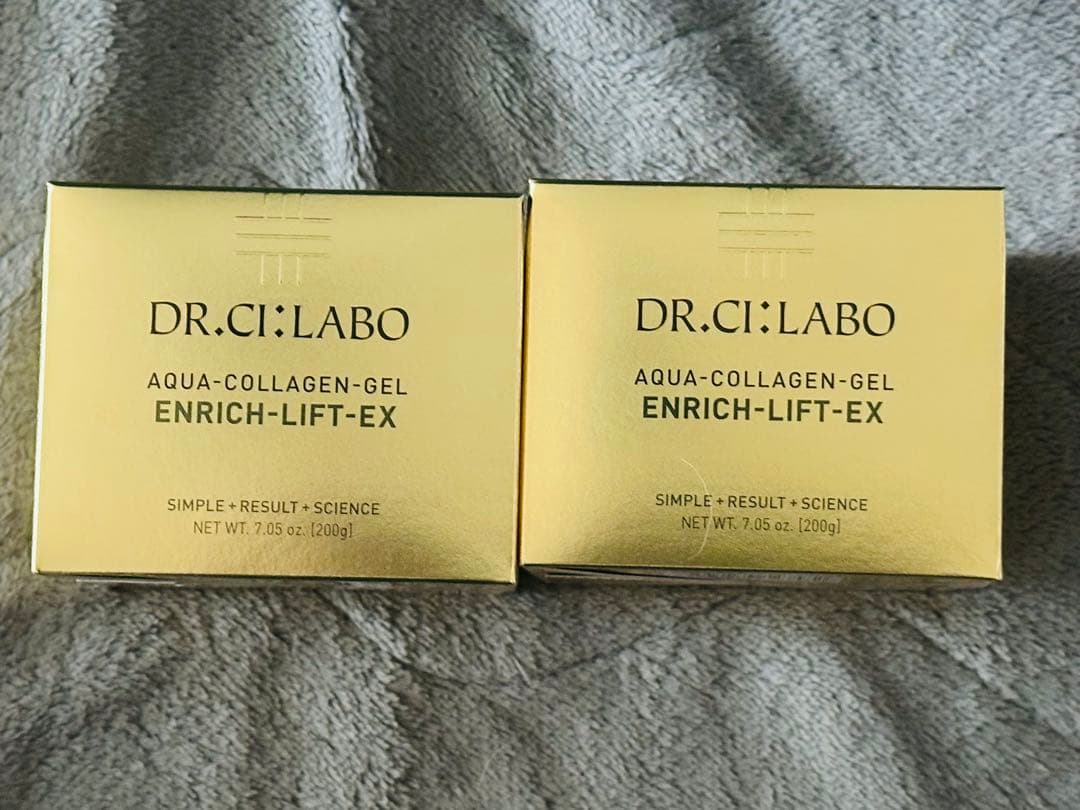 DR.CI:LABO
AQUA-COLLAGEN-GEL
ENRICH-LIFT-EX
SIMPLE+RESULT+SCIENCE
NET WT. 7.05 oz. [200g]
DR.CI:LABO
AQUA-COLLAGEN-GEL
ENRICH-LIFT-EX
SIMPLE+RESULT+SCIENCE
NET WT. 7.05 oz. [200g]